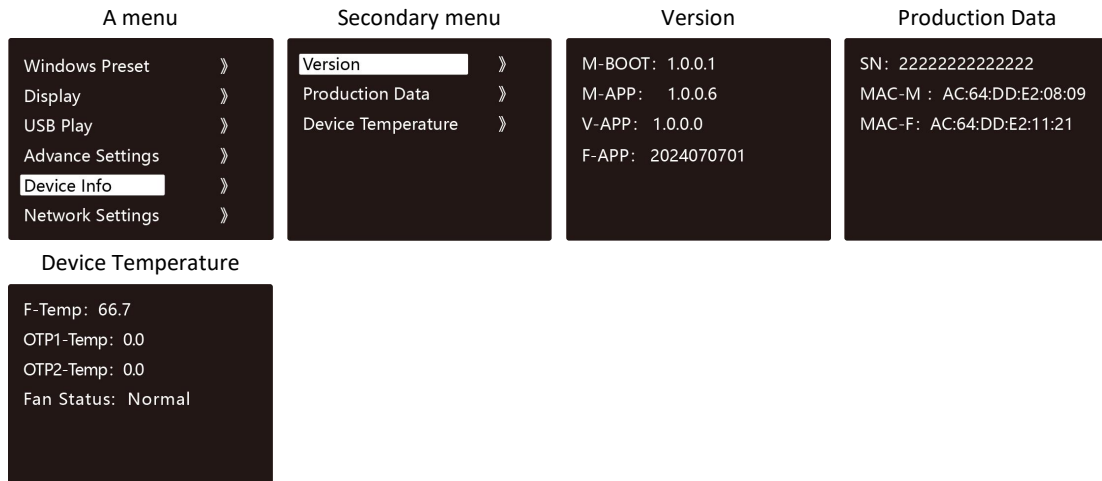 A menu
Windows Preset 》
Display 》
USB Play 》
Advance Settings 》
Device Info 》
Network Settings 》
Secondary menu
Version 》
Production Data 》
Device Temperature 》
Version
M-BOOT: 1.0.0.1
M-APP: 1.0.0.6
V-APP: 1.0.0.0
F-APP: 2024070701
Production Data
SN: 22222222222222
MAC-M : AC:64:DD:E2:08:09
MAC-F: AC:64:DD:E2:11:21
Device Temperature
F-Temp: 66.7
OTP1-Temp: 0.0
OTP2-Temp: 0.0
Fan Status: Normal